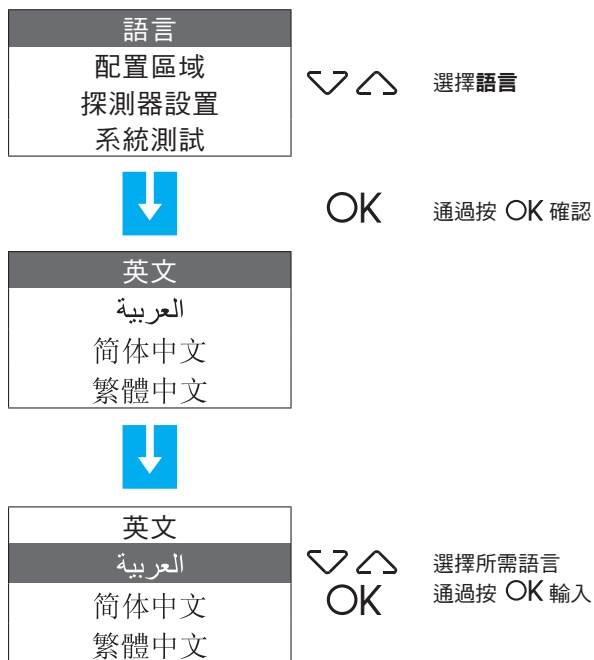 語言
配置區域
探測器設置
系統測試
選擇語言
OK 通過按 OK 確認
英文
العربية
简体中文
繁體中文
英文
العربية
简体中文
繁體中文
選擇所需語言
OK 通過按 OK 輸入